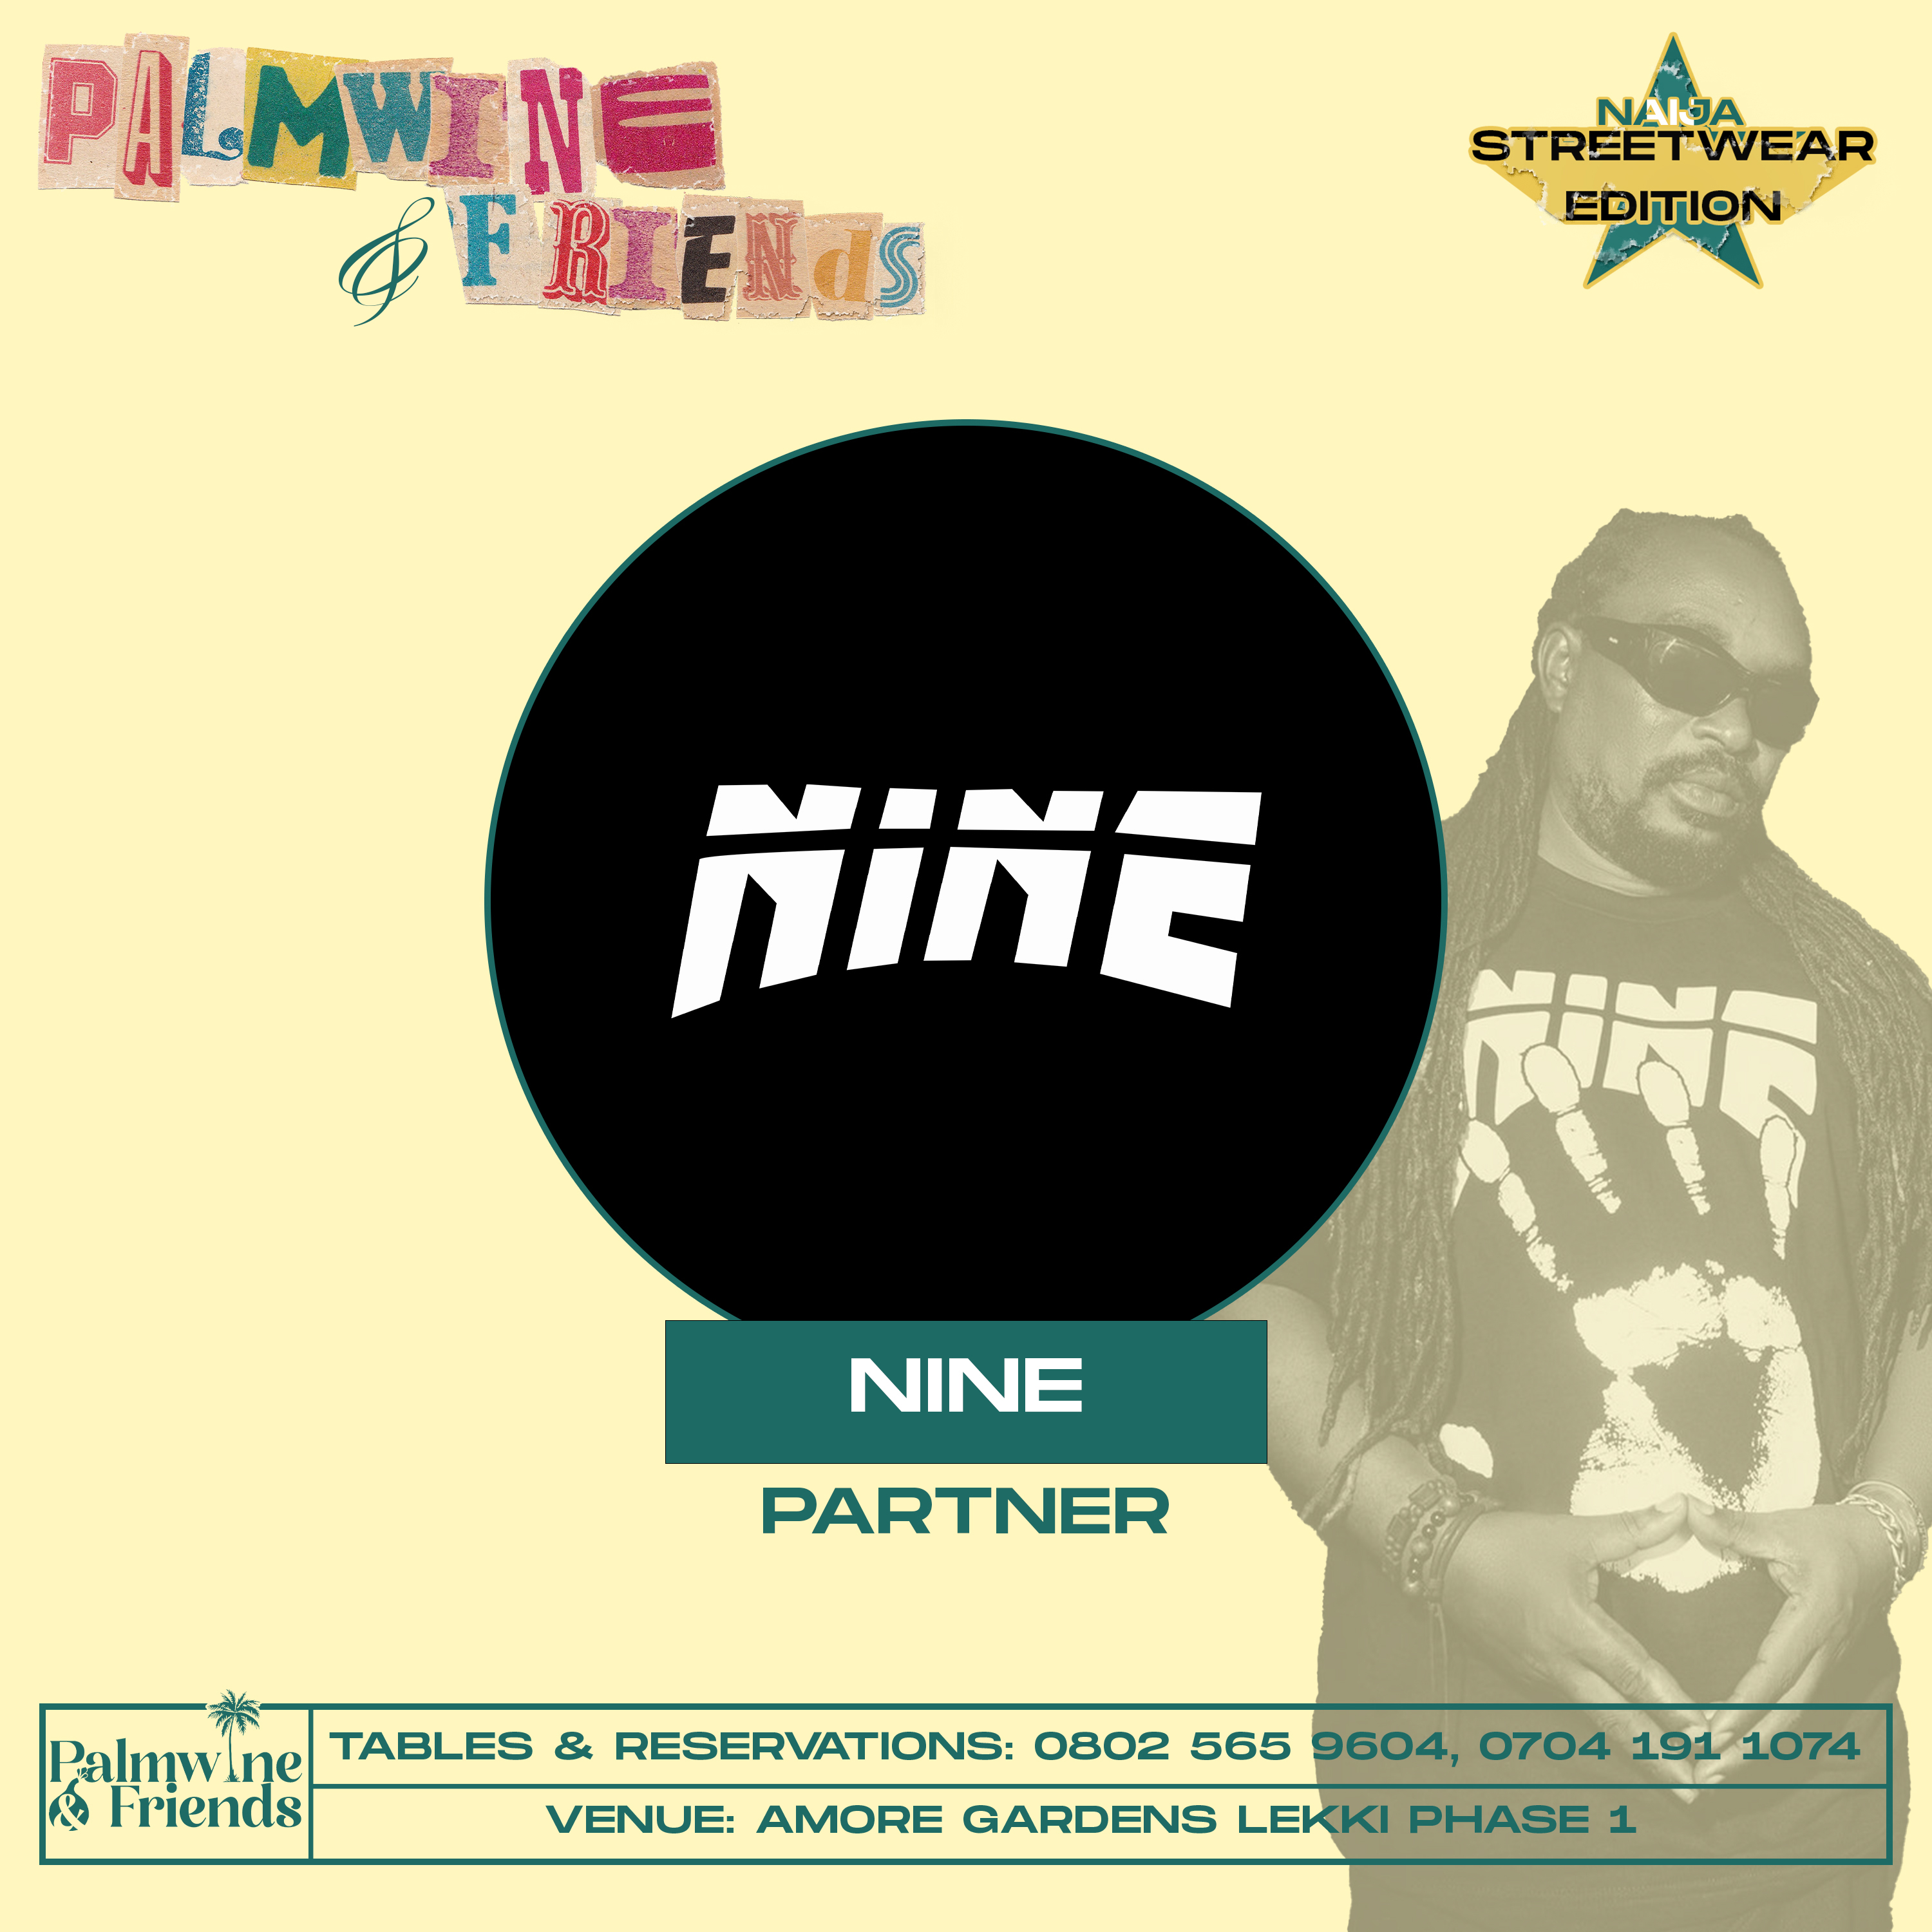 PALMWINE
& FRIENdS
NAIJA
STREETWEAR
EDITION
NINE
NINE
NINE
PARTNER
Palmwine
& Friends
TABLES & RESERVATIONS: 0802 565 9604, 0704 191 1074
VENUE: AMORE GARDENS LEKKI PHASE 1